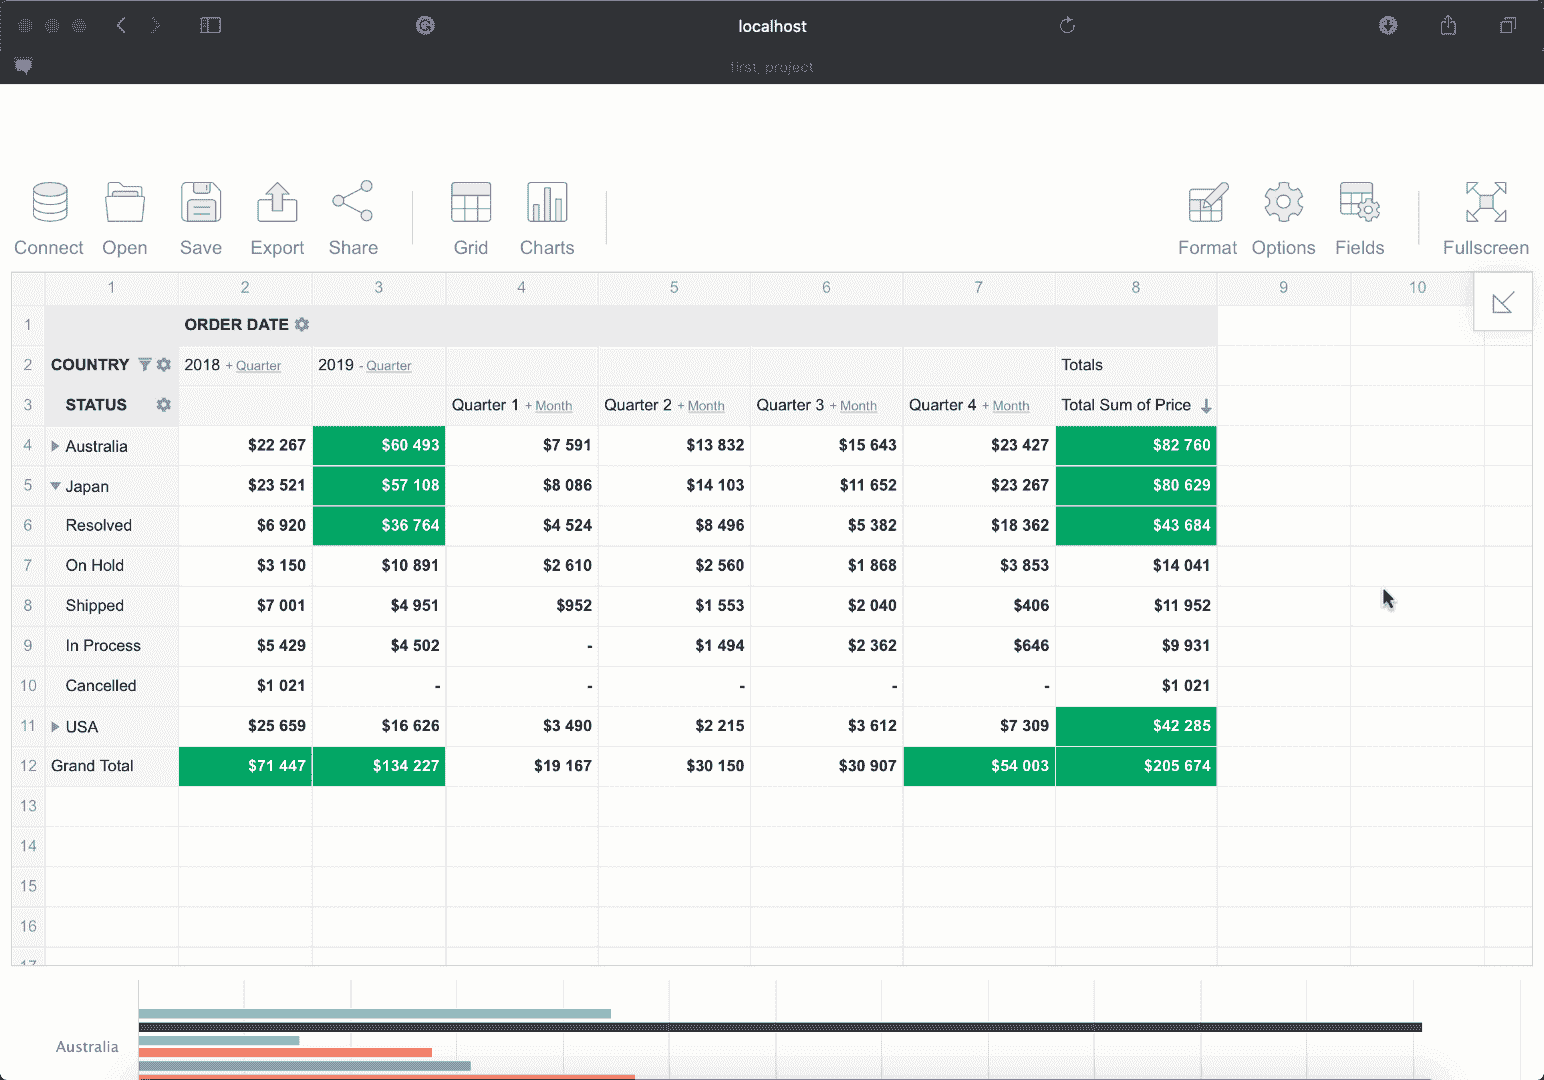 localhost
first_project
Connect Open Save Export Share Grid Charts Format Options Fields Fullscreen
1 2 3 4 5 6 7 8 9 10
1 ORDER DATE
2 COUNTRY 2018 + Quarter 2019 - Quarter Totals
3 STATUS Quarter 1 + Month Quarter 2 + Month Quarter 3 + Month Quarter 4 + Month Total Sum of Price
4 Australia $22 267 $60 493 $7 591 $13 832 $15 643 $23 427 $82 760
5 Japan $23 521 $57 108 $8 086 $14 103 $11 652 $23 267 $80 629
6 Resolved $6 920 $36 764 $4 524 $8 496 $5 382 $18 362 $43 684
7 On Hold $3 150 $10 891 $2 610 $2 560 $1 868 $3 853 $14 041
8 Shipped $7 001 $4 951 $952 $1 553 $2 040 $406 $11 952
9 In Process $5 429 $4 502 - $1 494 $2 362 $646 $9 931
10 Cancelled $1 021 - - - - - $1 021
11 USA $25 659 $16 626 $3 490 $2 215 $3 612 $7 309 $42 285
12 Grand Total $71 447 $134 227 $19 167 $30 150 $30 907 $54 003 $205 674
13
14
15
16
17
Australia